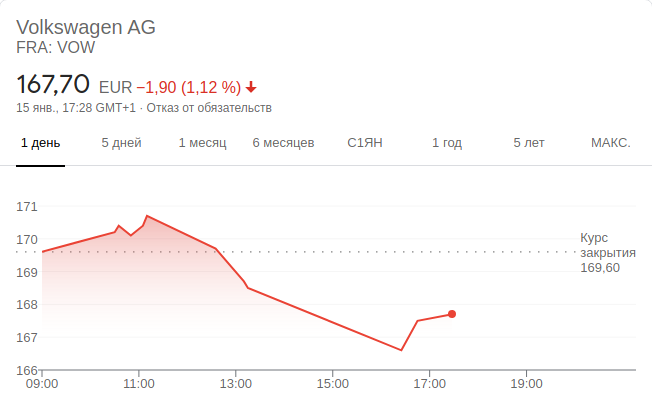 Volkswagen AG
FRA: VOW
167,70 EUR −1,90 (1,12 %)
15 янв., 17:28 GMT+1 · Отказ от обязательств
1 день 5 дней 1 месяц 6 месяцев С1ЯН 1 год 5 лет МАКС.
171
170
Курс
закрытия
169,60
169
168
167
166
09:00 11:00 13:00 15:00 17:00 19:00